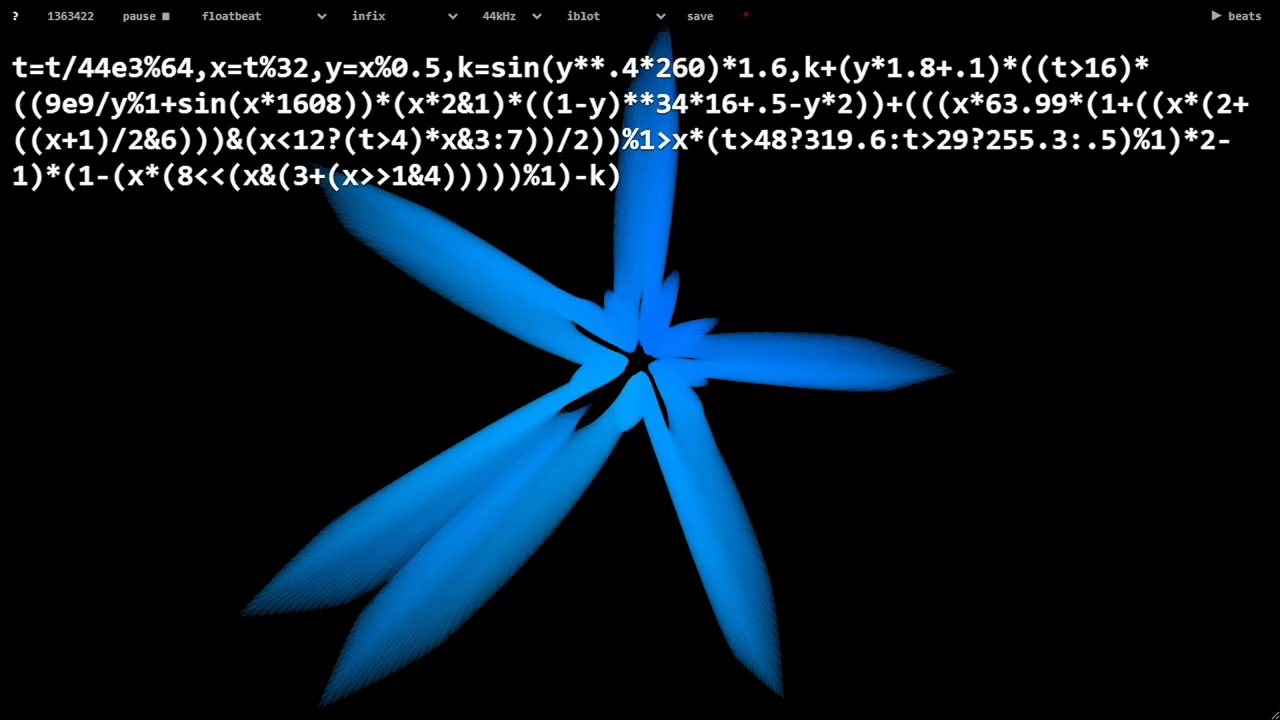 ? 1363422 pause floatbeat infix 44kHz iblot save * beats
t=t/44e3%64,x=t%32,y=x%0.5,k=sin(y**.4*260)*1.6,k+(y*1.8+.1)*((t>16)*
((9e9/y%1+sin(x*1608))*(x*2&1)*((1-y)**34*16+.5-y*2))+(((x*63.99*(1+((x*(2+
((x+1)/2&6)))&(x<12?(t>4)*x&3:7))/2))%1>x*(t>48?319.6:t>29?255.3:.5)%1)*2-
1)*(1-(x*(8<<(x&(3+(x>>1&4)))))%1)-k)